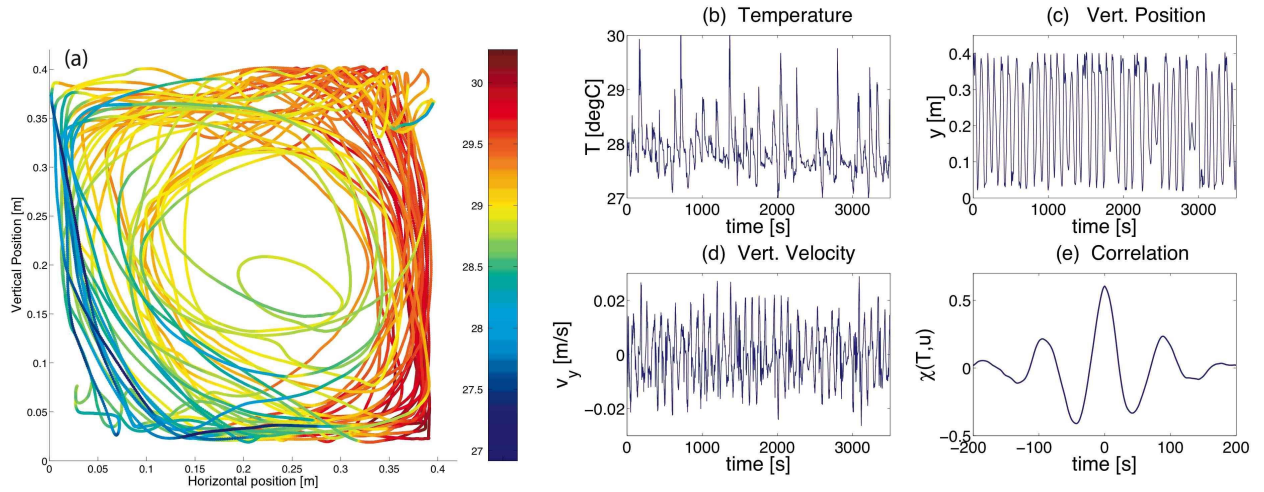 (a)
0.4
0.35
0.3
0.25
0.2
0.15
0.1
0.05
0
Vertical Position [m]
0 0.05 0.1 0.15 0.2 0.25 0.3 0.35 0.4
Horizontal position [m]
30
29.5
29
28.5
28
27.5
27
(b) Temperature
30
29
28
27
T [degC]
0 1000 2000 3000
time [s]
(c) Vert. Position
0.4
0.3
0.2
0.1
0
y [m]
0 1000 2000 3000
time [s]
(d) Vert. Velocity
0.02
0
−0.02
v_y [m/s]
0 1000 2000 3000
time [s]
(e) Correlation
0.5
0
−0.5
χ(T,u)
−200 −100 0 100 200
time [s]